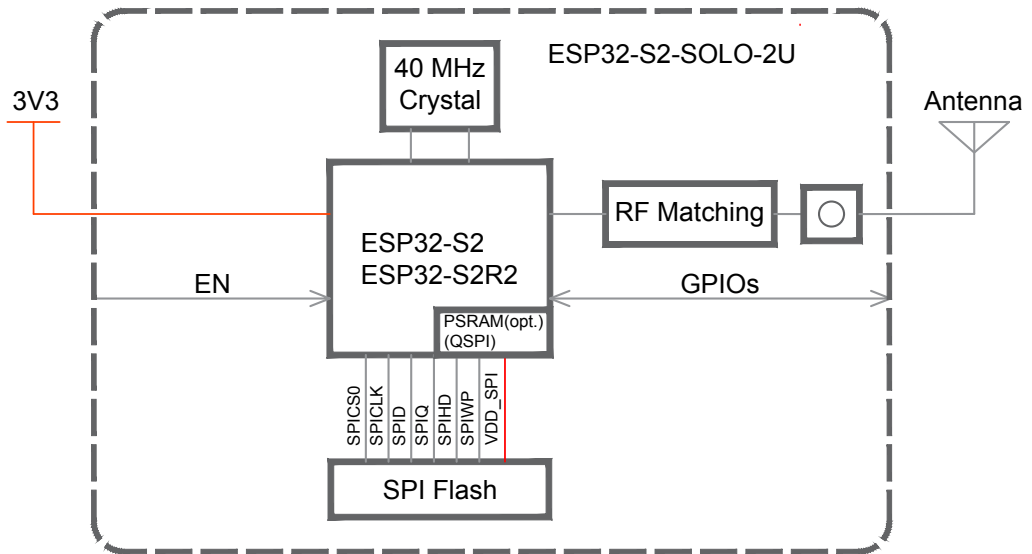 ESP32-S2-SOLO-2U
40 MHz
Crystal
3V3
Antenna
RF Matching
ESP32-S2
ESP32-S2R2
EN
GPIOs
PSRAM(opt.)
(QSPI)
SPICS0
SPICLK
SPID
SPIQ
SPIHD
SPIWP
VDD_SPI
SPI Flash